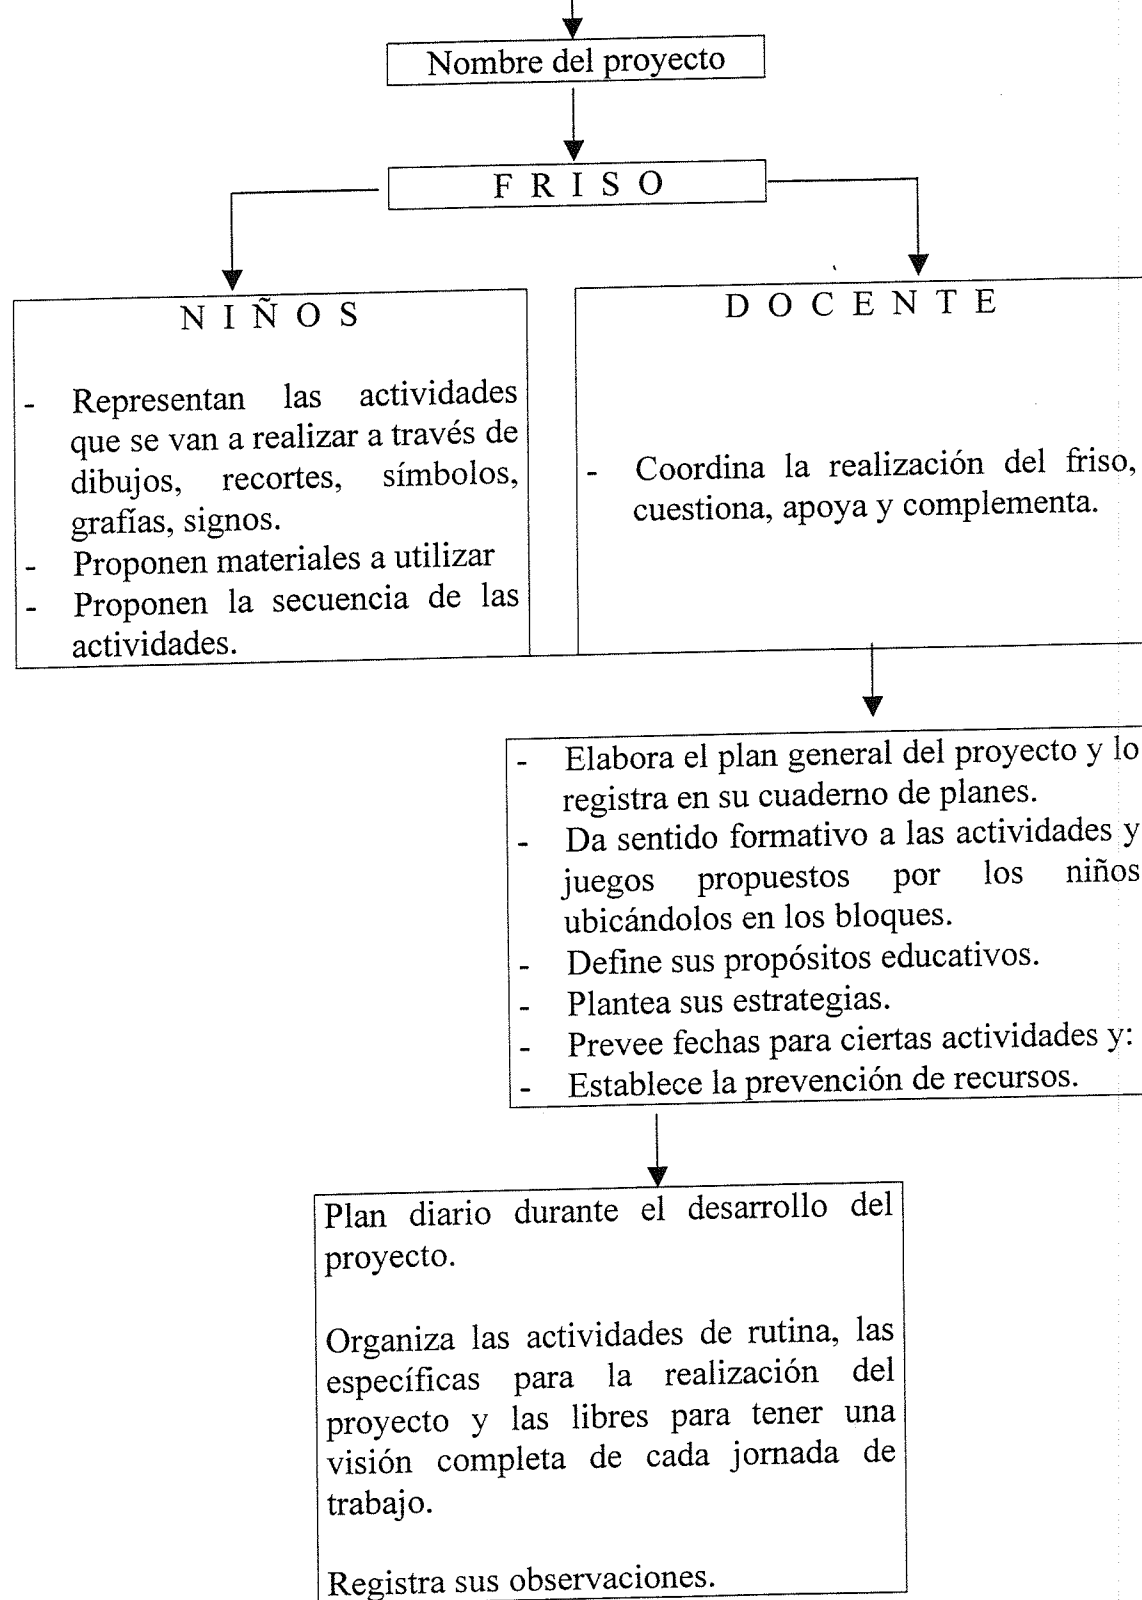 Nombre del proyecto
F R I S O
N I Ñ O S
- Representan las actividades
que se van a realizar a través de
dibujos, recortes, símbolos,
grafías, signos.
- Proponen materiales a utilizar
- Proponen la secuencia de las
actividades.
D O C E N T E
- Coordina la realización del friso,
cuestiona, apoya y complementa.
- Elabora el plan general del proyecto y lo
registra en su cuaderno de planes.
- Da sentido formativo a las actividades y
juegos propuestos por los niños
ubicándolos en los bloques.
- Define sus propósitos educativos.
- Plantea sus estrategias.
- Prevee fechas para ciertas actividades y:
- Establece la prevención de recursos.
Plan diario durante el desarrollo del
proyecto.
Organiza las actividades de rutina, las
específicas para la realización del
proyecto y las libres para tener una
visión completa de cada jornada de
trabajo.
Registra sus observaciones.